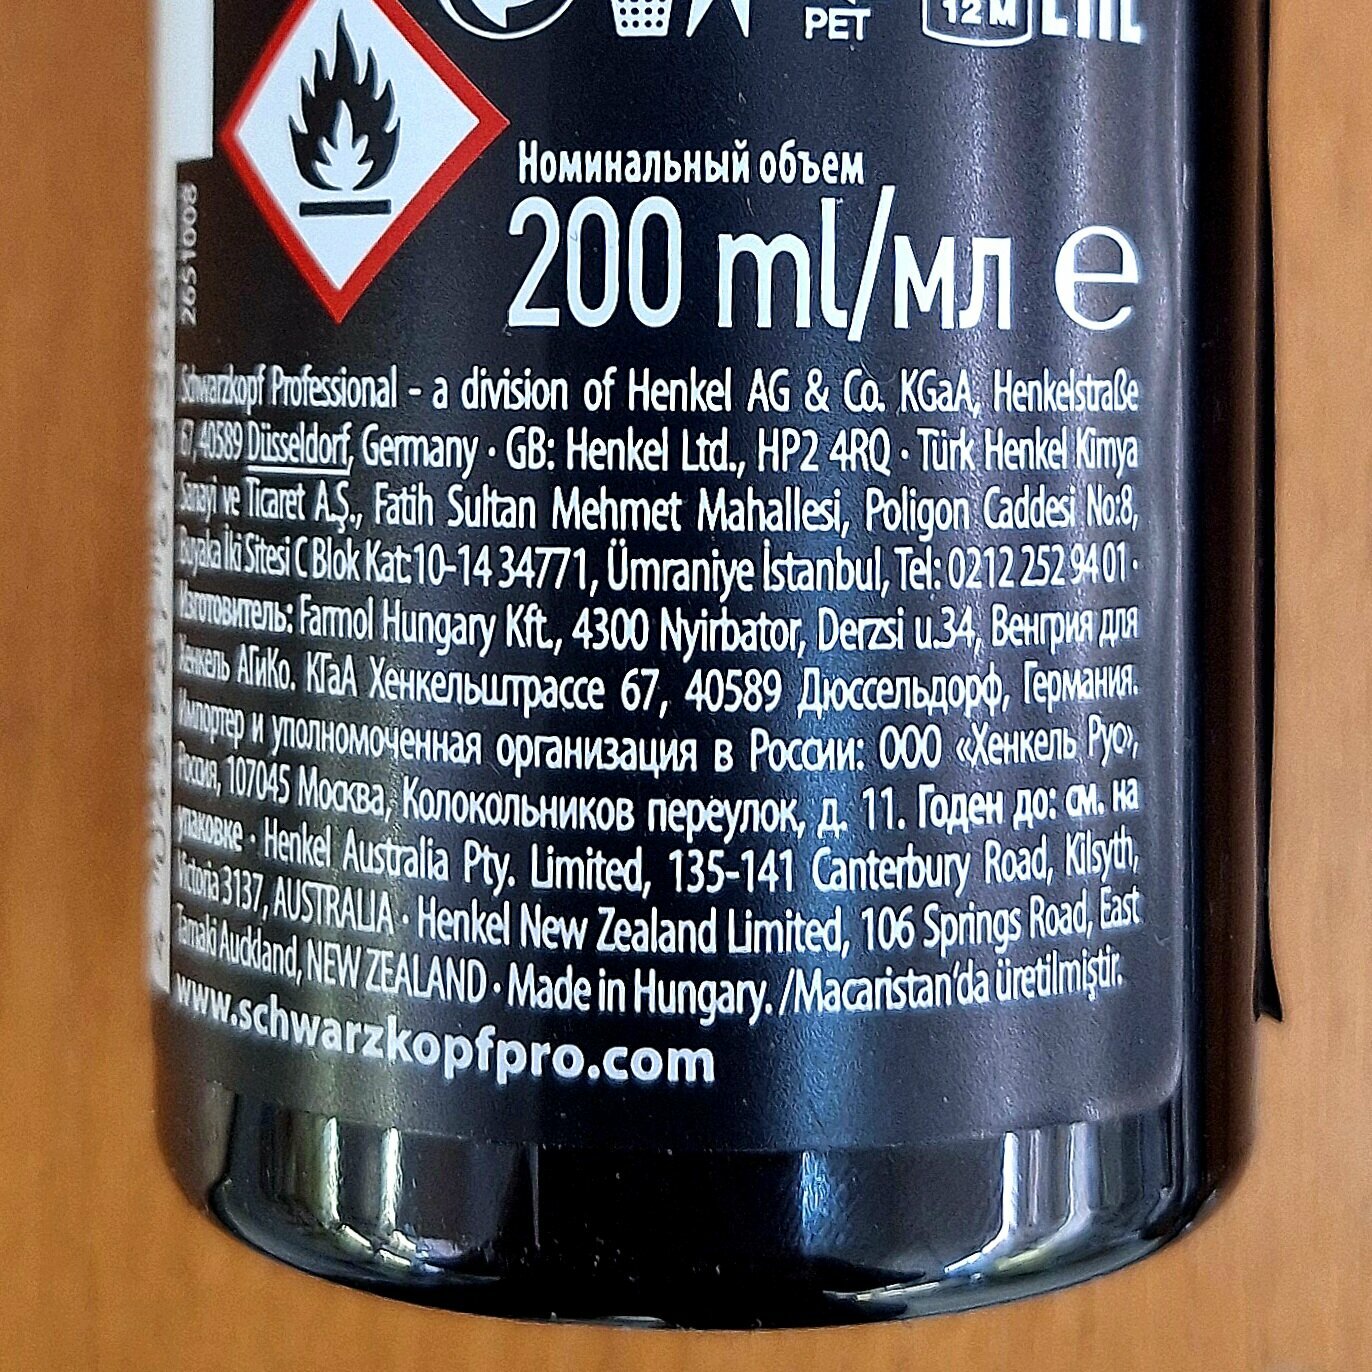 PET
12 M
EAC
Номинальный объем
200 ml/мл e
2651008
Schwarzkopf Professional - a division of Henkel AG & Co. KGaA, Henkelstraße
67, 40589 Düsseldorf, Germany · GB: Henkel Ltd., HP2 4RQ · Türk Henkel Kimya
Sanayi ve Ticaret A.Ş., Fatih Sultan Mehmet Mahallesi, Poligon Caddesi No:8,
Buyaka İki Sitesi C Blok Kat:10-14 34771, Ümraniye İstanbul, Tel: 0212 252 94 01 ·
Изготовитель: Farmol Hungary Kft., 4300 Nyirbator, Derzsi u.34, Венгрия для
Хенкель АГиКо. КГаА Хенкельштрассе 67, 40589 Дюссельдорф, Германия.
Импортер и уполномоченная организация в России: ООО «Хенкель Рус»,
Россия, 107045 Москва, Колокольников переулок, д. 11. Годен до: см. на
упаковке · Henkel Australia Pty. Limited, 135-141 Canterbury Road, Kilsyth,
Victoria 3137, AUSTRALIA · Henkel New Zealand Limited, 106 Springs Road, East
Tamaki Auckland, NEW ZEALAND · Made in Hungary. /Macaristan'da üretilmiştir.
www.schwarzkopfpro.com